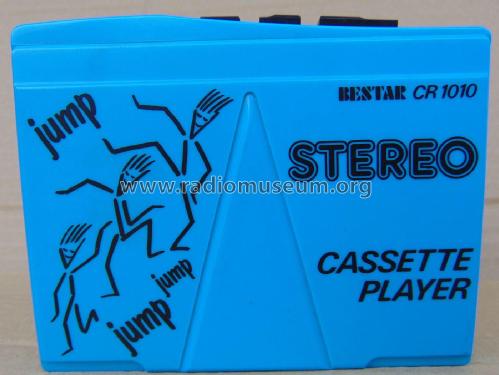 jump
BESTAR CR 1010
STEREO
www.radiomuseum.org
CASSETTE
PLAYER
jump
jump